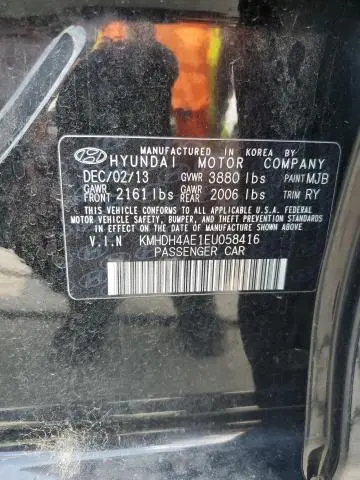 MANUFACTURED IN KOREA BY
HYUNDAI MOTOR COMPANY
DEC/02/13 GVWR 3880 lbs PAINT MJB
GAWR FRONT 2161 lbs GAWR REAR 2006 lbs TRIM RY
THIS VEHICLE CONFORMS TO ALL APPLICABLE U.S.A. FEDERAL
MOTOR VEHICLE SAFETY, BUMPER, AND THEFT PREVENTION STANDARDS
IN EFFECT ON THE DATE OF MANUFACTURE SHOWN ABOVE
V.I.N KMHDH4AE1EU058416
PASSENGER CAR